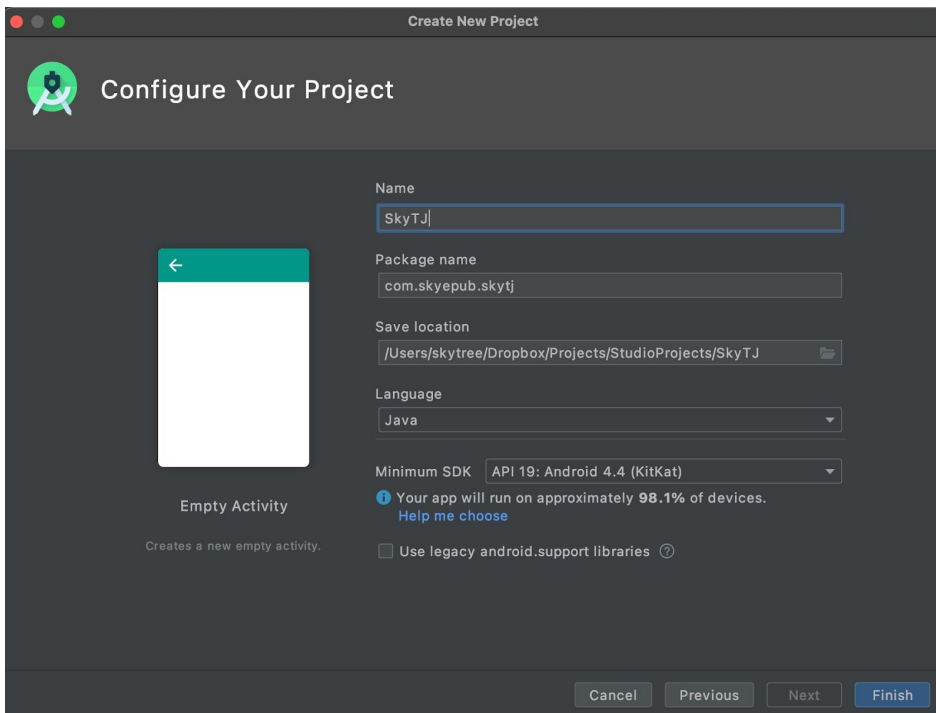 Create New Project
Configure Your Project
Name
SkyTJ
Package name
com.skyepub.skytj
Save location
/Users/skytree/Dropbox/Projects/StudioProjects/SkyTJ
Language
Java
Minimum SDK API 19: Android 4.4 (KitKat)
Your app will run on approximately 98.1% of devices.
Help me choose
Use legacy android.support libraries ?
Empty Activity
Creates a new empty activity.
Cancel Previous Next Finish